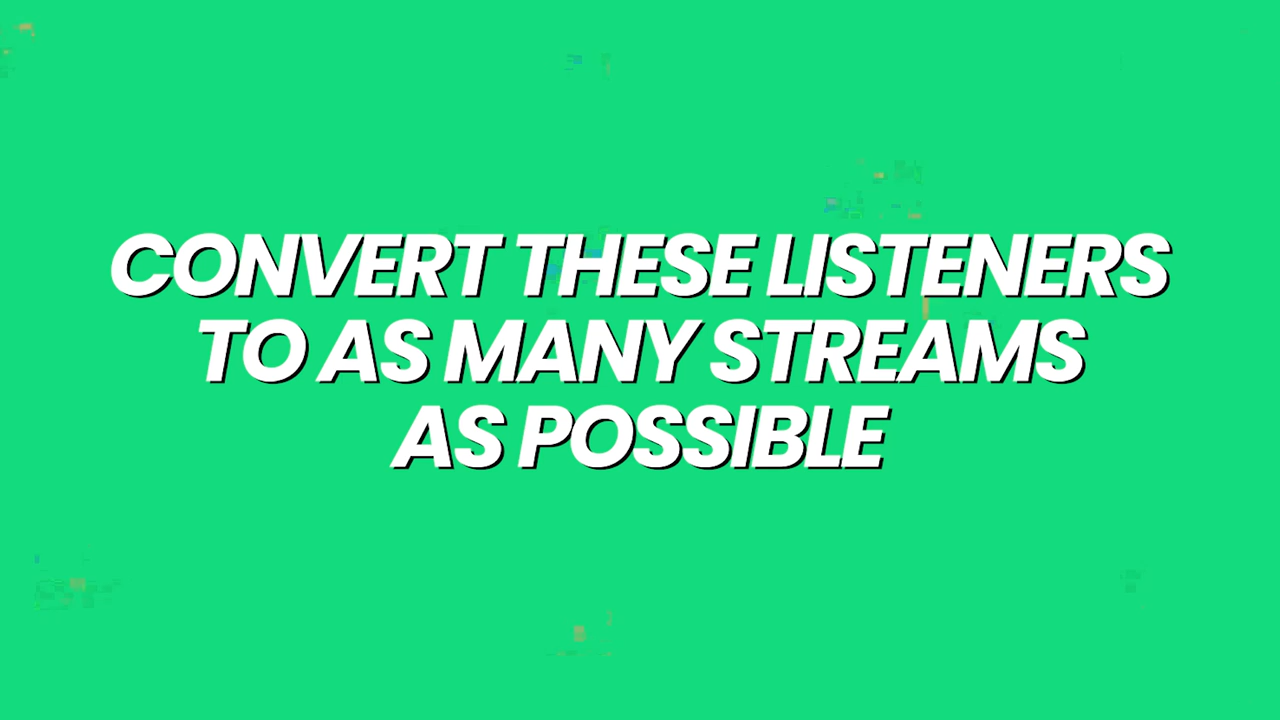 CONVERT THESE LISTENERS
TO AS MANY STREAMS
AS POSSIBLE